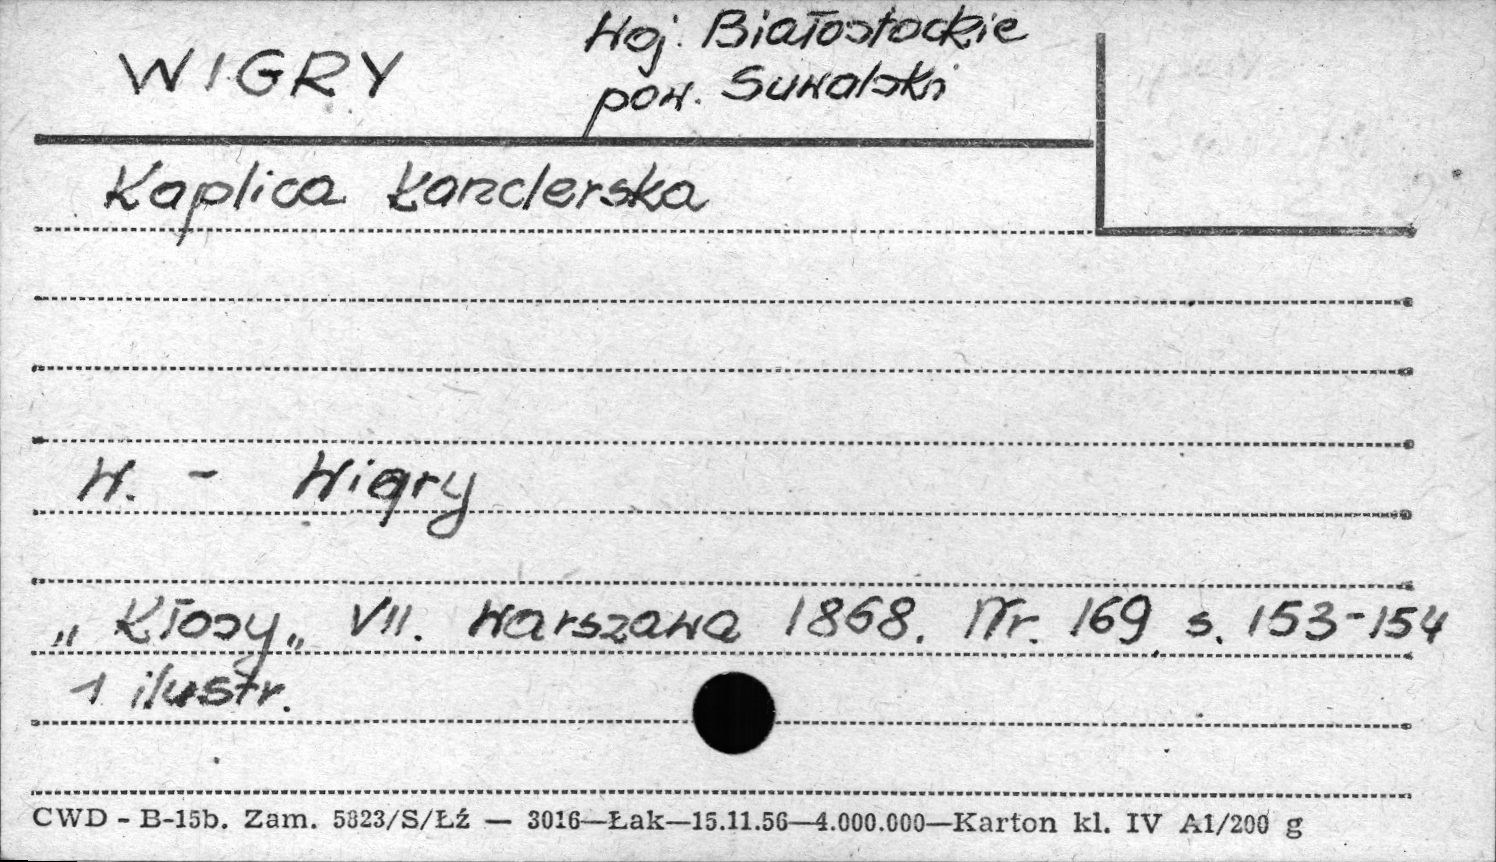 WIGRY
Woj. Białostockie
pow. Suwalski
Kaplica Kanclerska
W. - Wigry
„Kłosy„ VII. Warszawa 1868. Nr. 169, s. 153-154
1 ilustr.
CWD - B-15b. Zam. 5823/S/Łź — 3016—Łak—15.11.56—4.000.000—Karton kl. IV A1/200 g